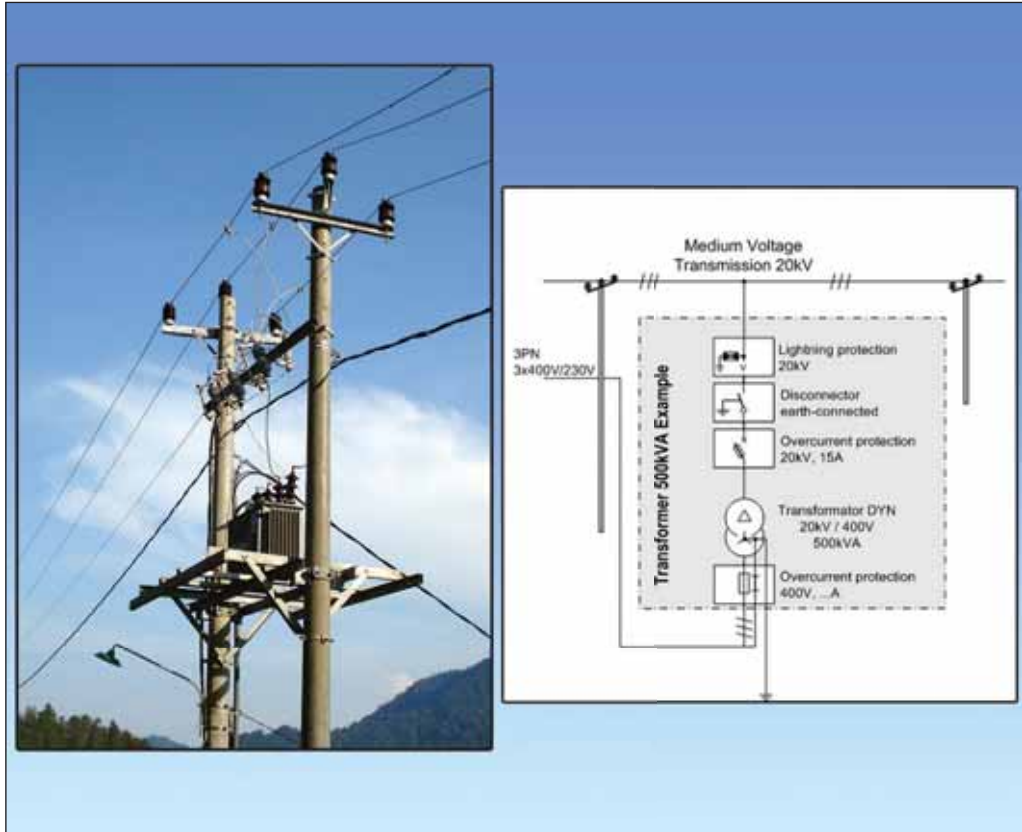 Medium Voltage
Transmission 20kV
3PN
3x400V/230V
Transformer 500kVA Example
Lightning protection
20kV
Disconnector
earth-connected
Overcurrent protection
20kV, 15A
Transformator DYN
20kV / 400V
500kVA
Overcurrent protection
400V, ...A